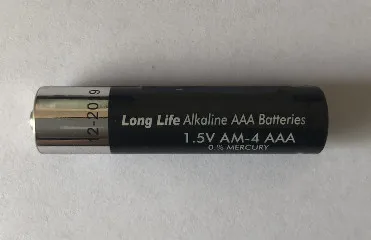 12-2019
Long Life Alkaline AAA Batteries
1.5V AM-4 AAA
0% MERCURY